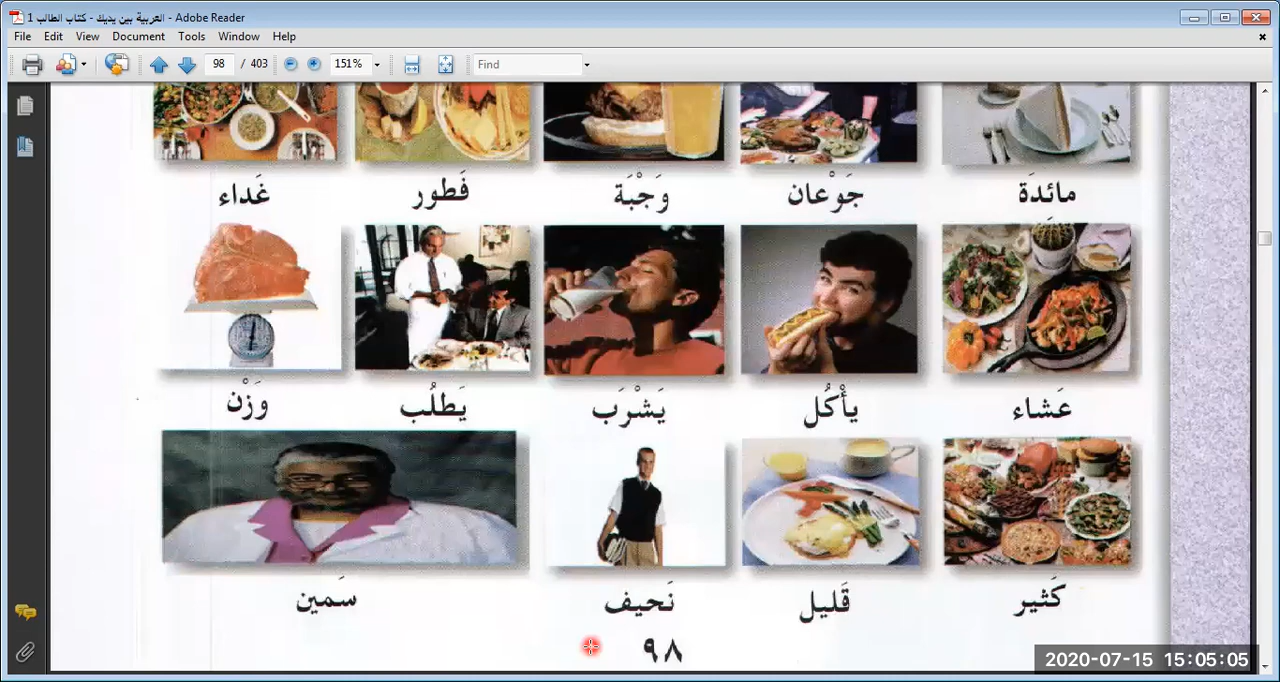 العربية بين يديك - كتاب الطالب 1 - Adobe Reader
File Edit View Document Tools Window Help
98 / 403 151% Find
مائِدَة جَوْعان وَجْبَة فَطور غَداء
عَشاء يأْكُل يَشْرَب يَطلُب وَزْن
كَثير قَليل نَحيف سَمين
٩٨
2020-07-15 15:05:05